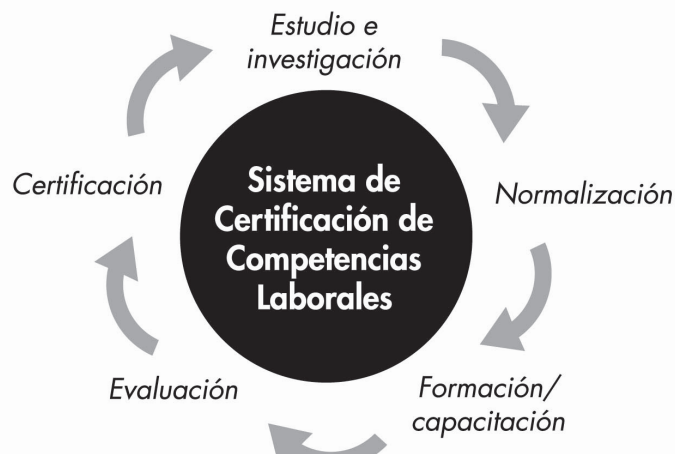 Estudio e
investigación
Normalización
Formación/
capacitación
Evaluación
Certificación
Sistema de
Certificación de
Competencias
Laborales